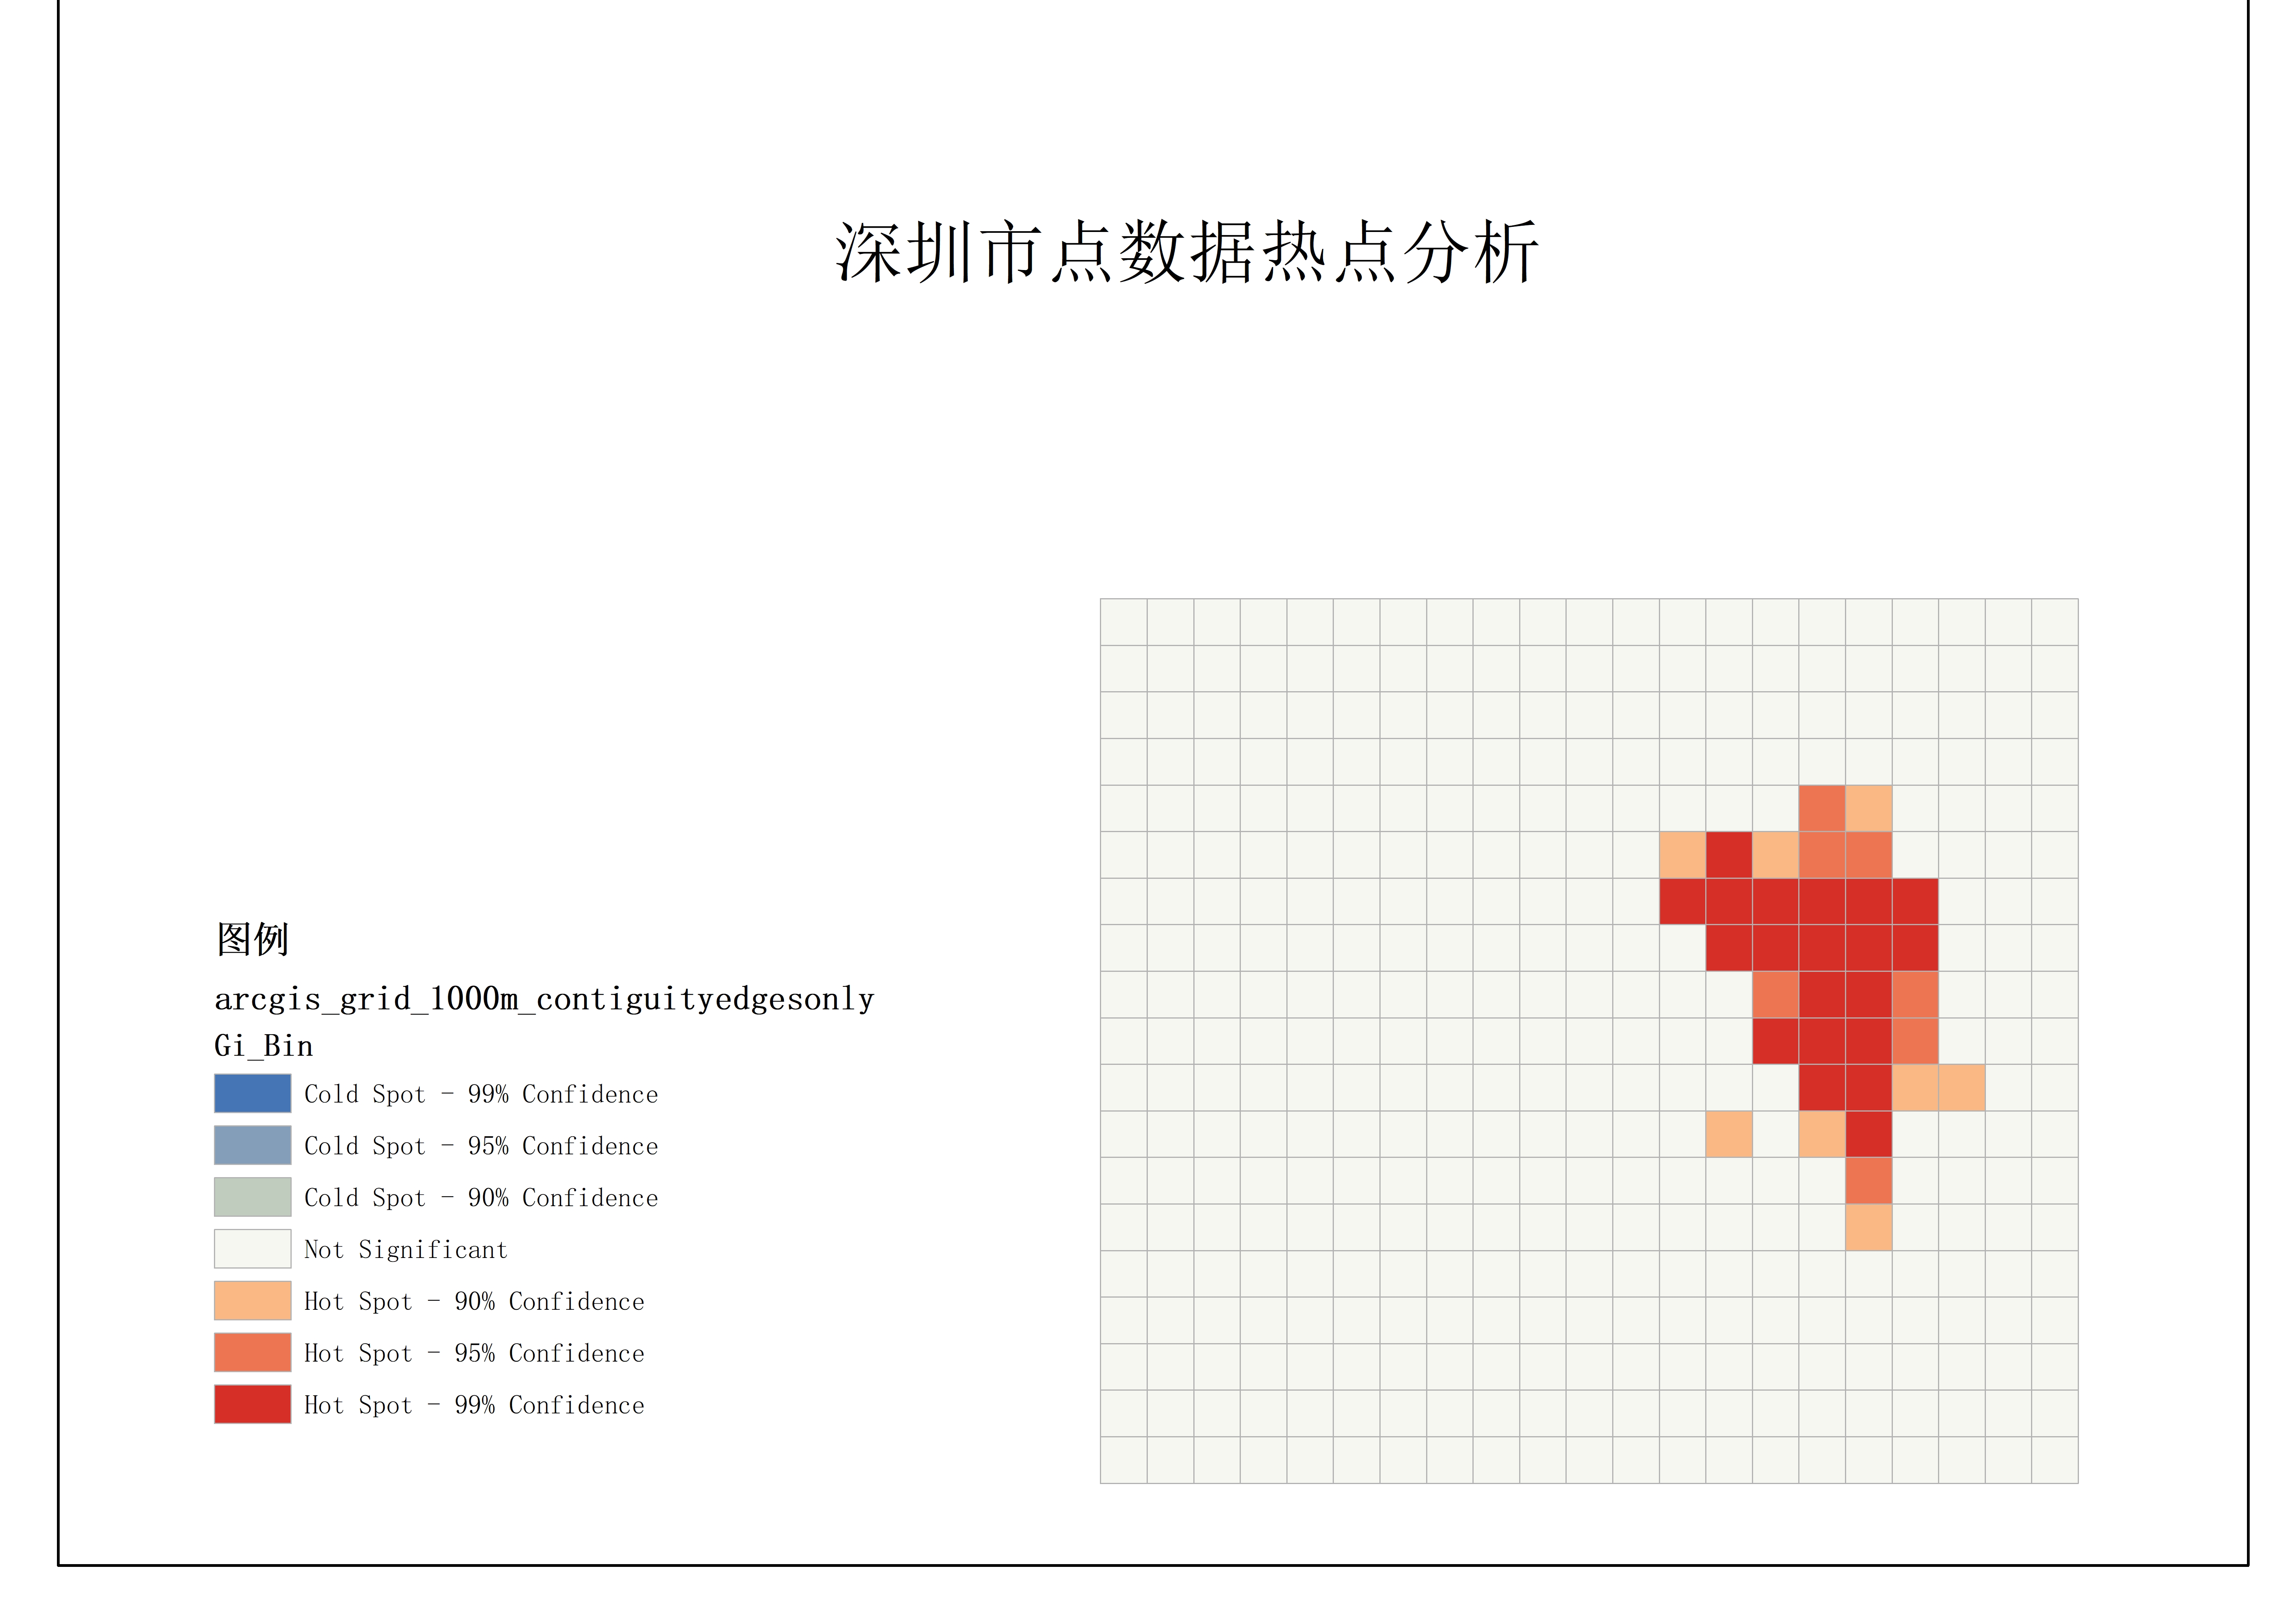 深圳市点数据热点分析
图例
arcgis_grid_1000m_contiguityedgesonly
Gi_Bin
Cold Spot - 99% Confidence
Cold Spot - 95% Confidence
Cold Spot - 90% Confidence
Not Significant
Hot Spot - 90% Confidence
Hot Spot - 95% Confidence
Hot Spot - 99% Confidence